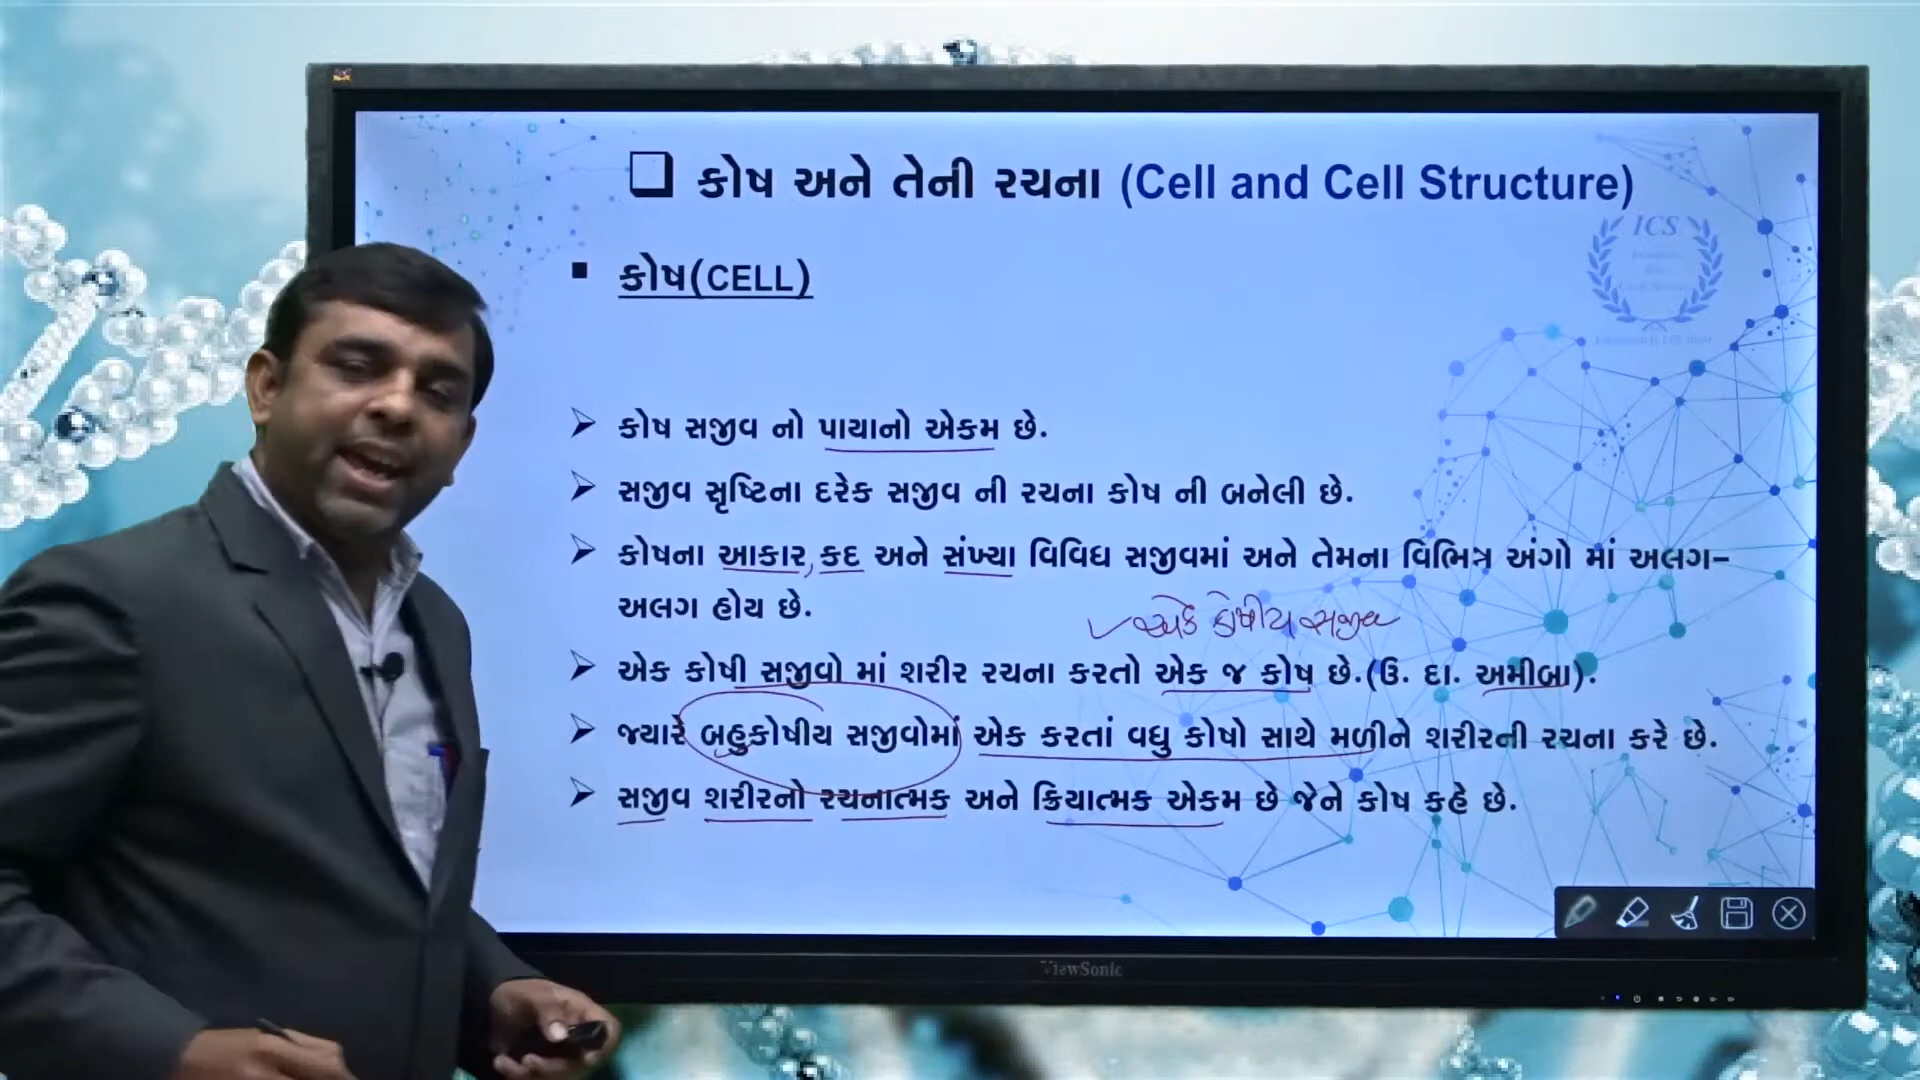 ❑ કોષ અને તેની રચના (Cell and Cell Structure)
ICS
▪ કોષ(CELL)
➢ કોષ સજીવ નો પાયાનો એકમ છે.
➢ સજીવ સૃષ્ટિના દરેક સજીવ ની રચના કોષ ની બનેલી છે.
➢ કોષના આકાર, કદ અને સંખ્યા વિવિધ સજીવમાં અને તેમના વિભિન્ન અંગો માં અલગ-
અલગ હોય છે.
✓ એક કોષીય સજીવ
➢ એક કોષી સજીવો માં શરીર રચના કરતો એક જ કોષ છે.(ઉ. દા. અમીબા).
➢ જ્યારે બહુકોષીય સજીવોમાં એક કરતાં વધુ કોષો સાથે મળીને શરીરની રચના કરે છે.
➢ સજીવ શરીરનો રચનાત્મક અને ક્રિયાત્મક એકમ છે જેને કોષ કહે છે.
ViewSonic